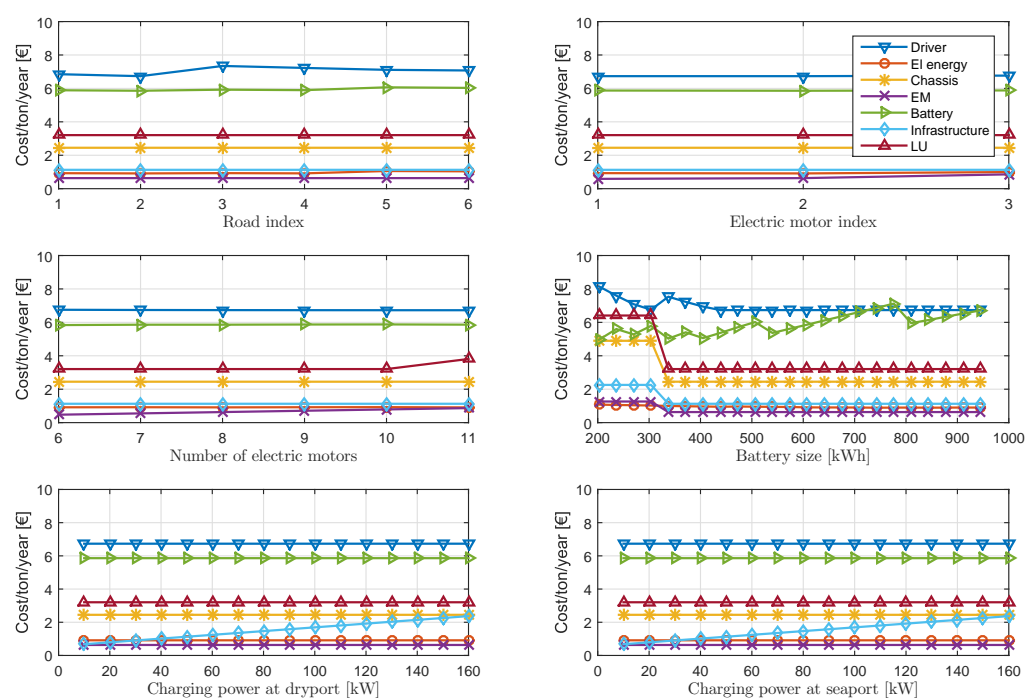 10
8
6
4
2
0
Cost/ton/year [€]
1 2 3 4 5 6
Road index
10
8
6
4
2
0
Cost/ton/year [€]
1 2 3
Electric motor index
Driver
El energy
Chassis
EM
Battery
Infrastructure
LU
10
8
6
4
2
0
Cost/ton/year [€]
6 7 8 9 10 11
Number of electric motors
10
8
6
4
2
0
Cost/ton/year [€]
200 300 400 500 600 700 800 900 1000
Battery size [kWh]
10
8
6
4
2
0
Cost/ton/year [€]
0 20 40 60 80 100 120 140 160
Charging power at dryport [kW]
10
8
6
4
2
0
Cost/ton/year [€]
0 20 40 60 80 100 120 140 160
Charging power at seaport [kW]